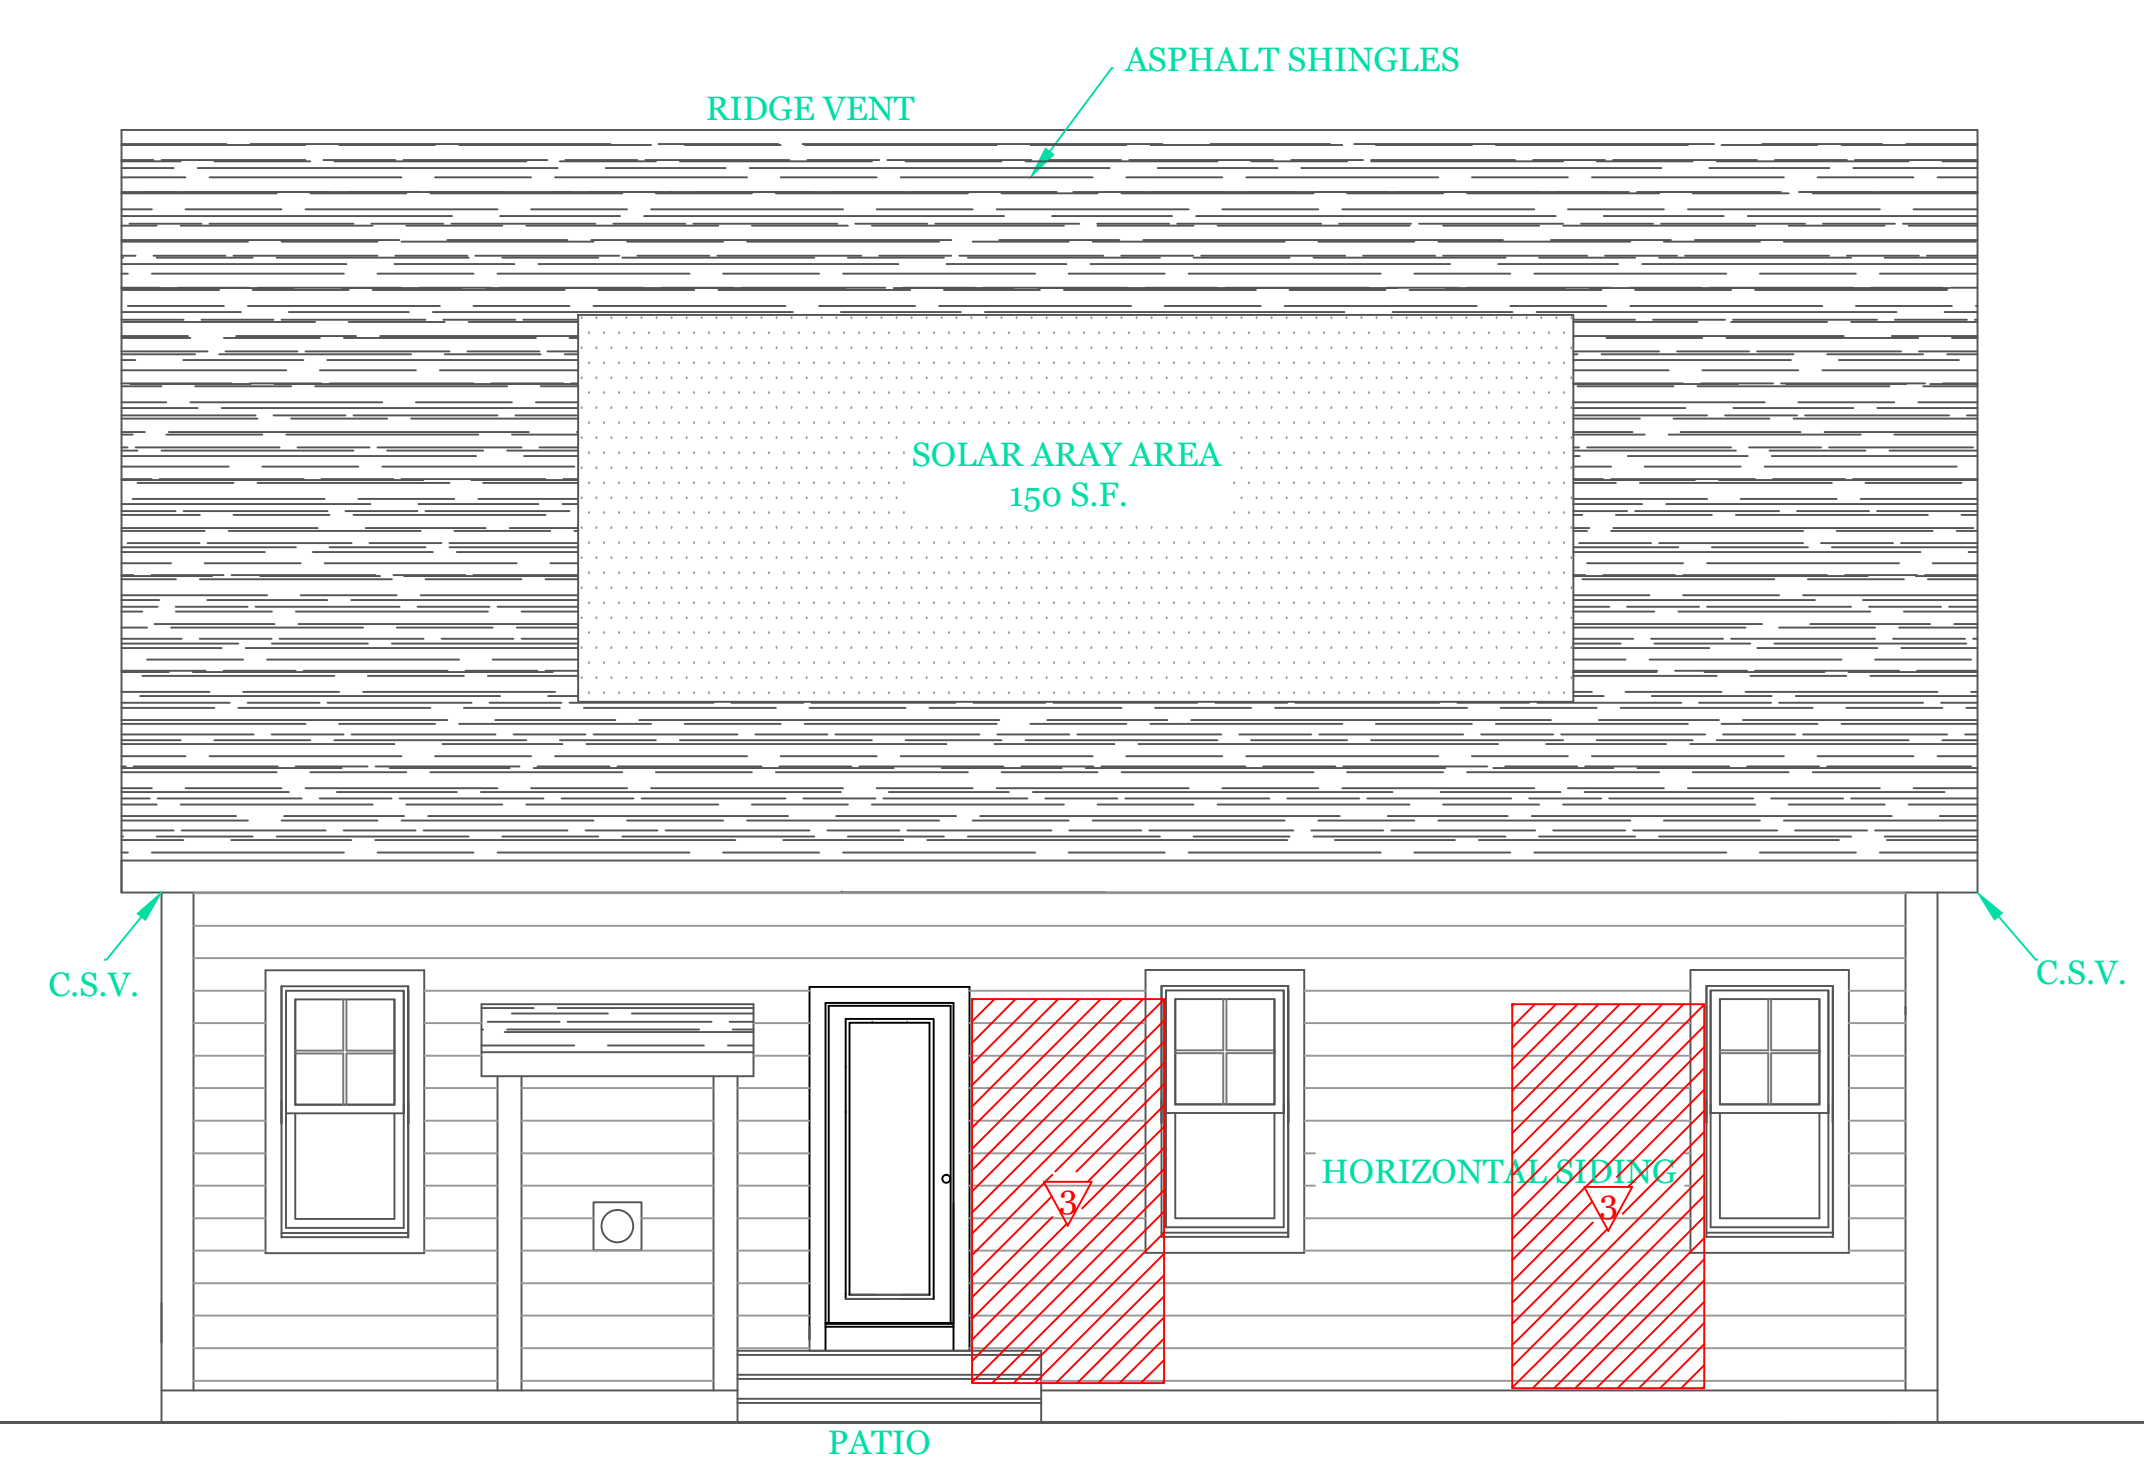 ASPHALT SHINGLES
RIDGE VENT
SOLAR ARAY AREA
150 S.F.
C.S.V.
C.S.V.
HORIZONTAL SIDING
3
3
PATIO